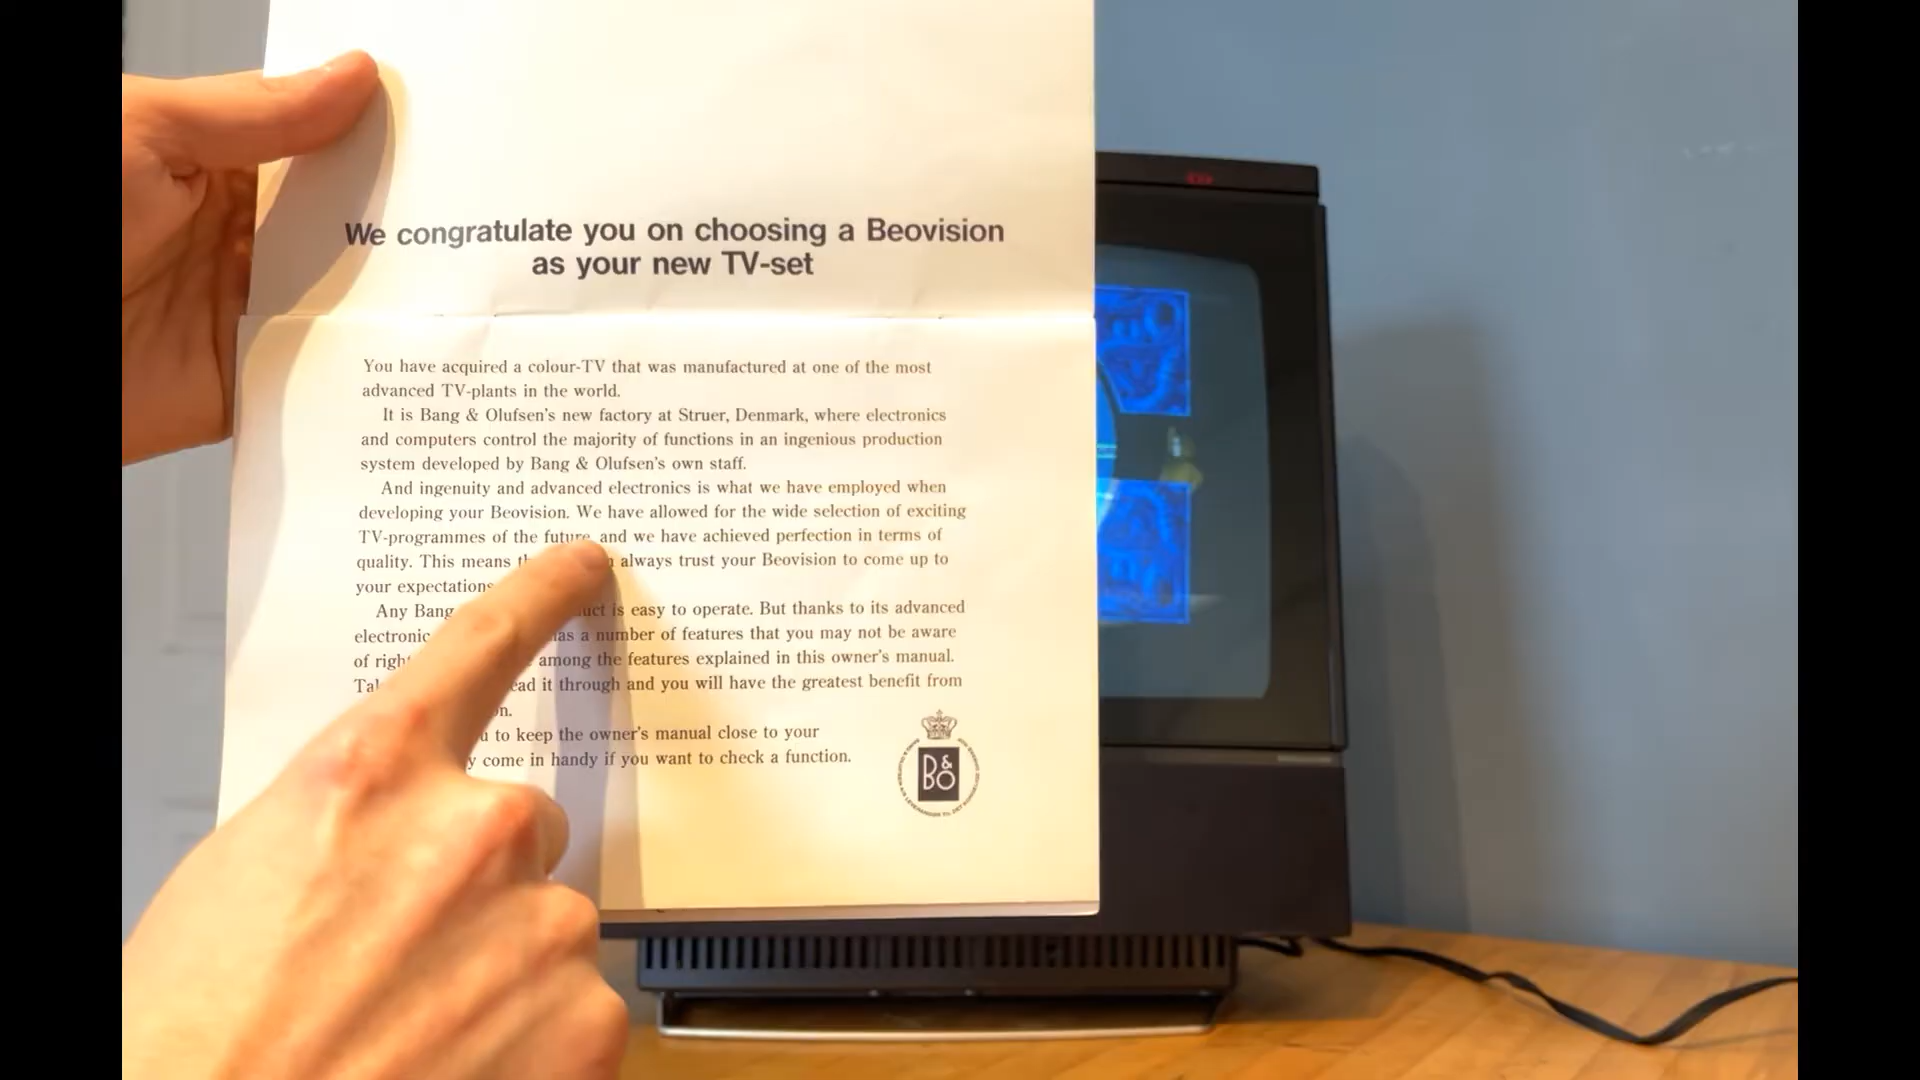 We congratulate you on choosing a Beovision
as your new TV-set
You have acquired a colour-TV that was manufactured at one of the most
advanced TV-plants in the world.
It is Bang & Olufsen's new factory at Struer, Denmark, where electronics
and computers control the majority of functions in an ingenious production
system developed by Bang & Olufsen's own staff.
And ingenuity and advanced electronics is what we have employed when
developing your Beovision. We have allowed for the wide selection of exciting
TV-programmes of the future, and we have achieved perfection in terms of
quality. This means always trust your Beovision to come up to
your expectations
Any Bang is easy to operate. But thanks to its advanced
has a number of features that you may not be aware
of among the features explained in this owner's manual.
it through and you will have the greatest benefit from
to keep the owner's manual close to your
come in handy if you want to check a function.
B&O